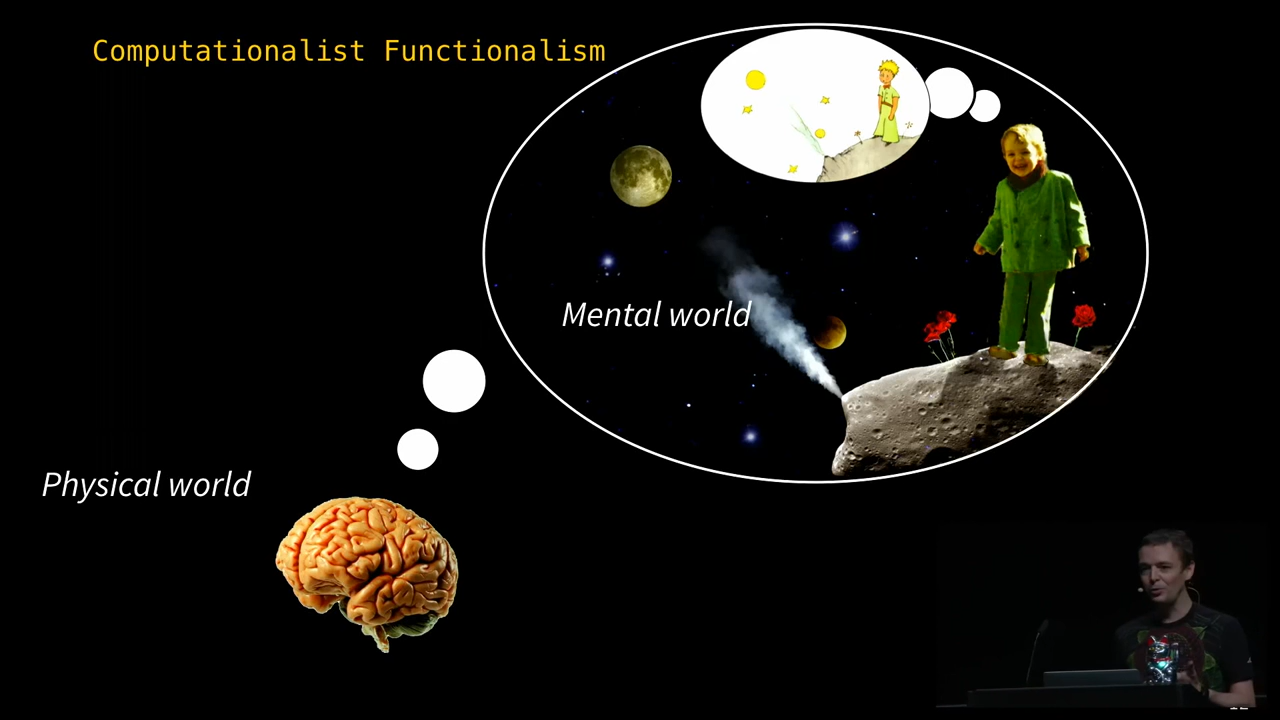 Computationalist Functionalism
Mental world
Physical world